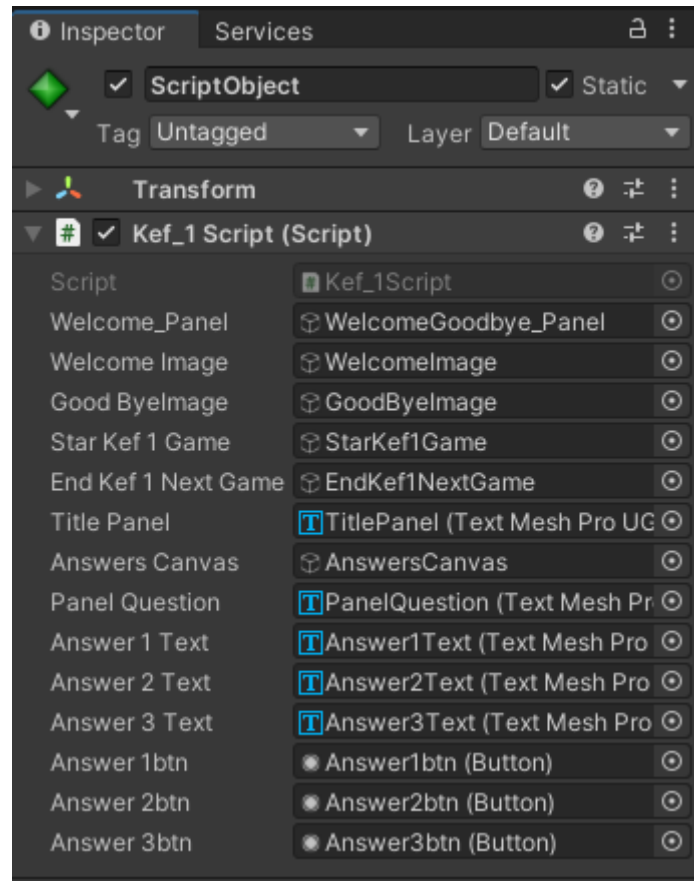 Inspector Services
ScriptObject Static
Tag Untagged Layer Default
Transform
# Kef_1 Script (Script)
Script # Kef_1Script
Welcome_Panel WelcomeGoodbye_Panel
Welcome Image WelcomeImage
Good ByeImage GoodByeImage
Star Kef 1 Game StarKef1Game
End Kef 1 Next Game EndKef1NextGame
Title Panel TitlePanel (Text Mesh Pro UG
Answers Canvas AnswersCanvas
Panel Question PanelQuestion (Text Mesh Pr
Answer 1 Text Answer1Text (Text Mesh Pro
Answer 2 Text Answer2Text (Text Mesh Pro
Answer 3 Text Answer3Text (Text Mesh Pro
Answer 1btn Answer1btn (Button)
Answer 2btn Answer2btn (Button)
Answer 3btn Answer3btn (Button)